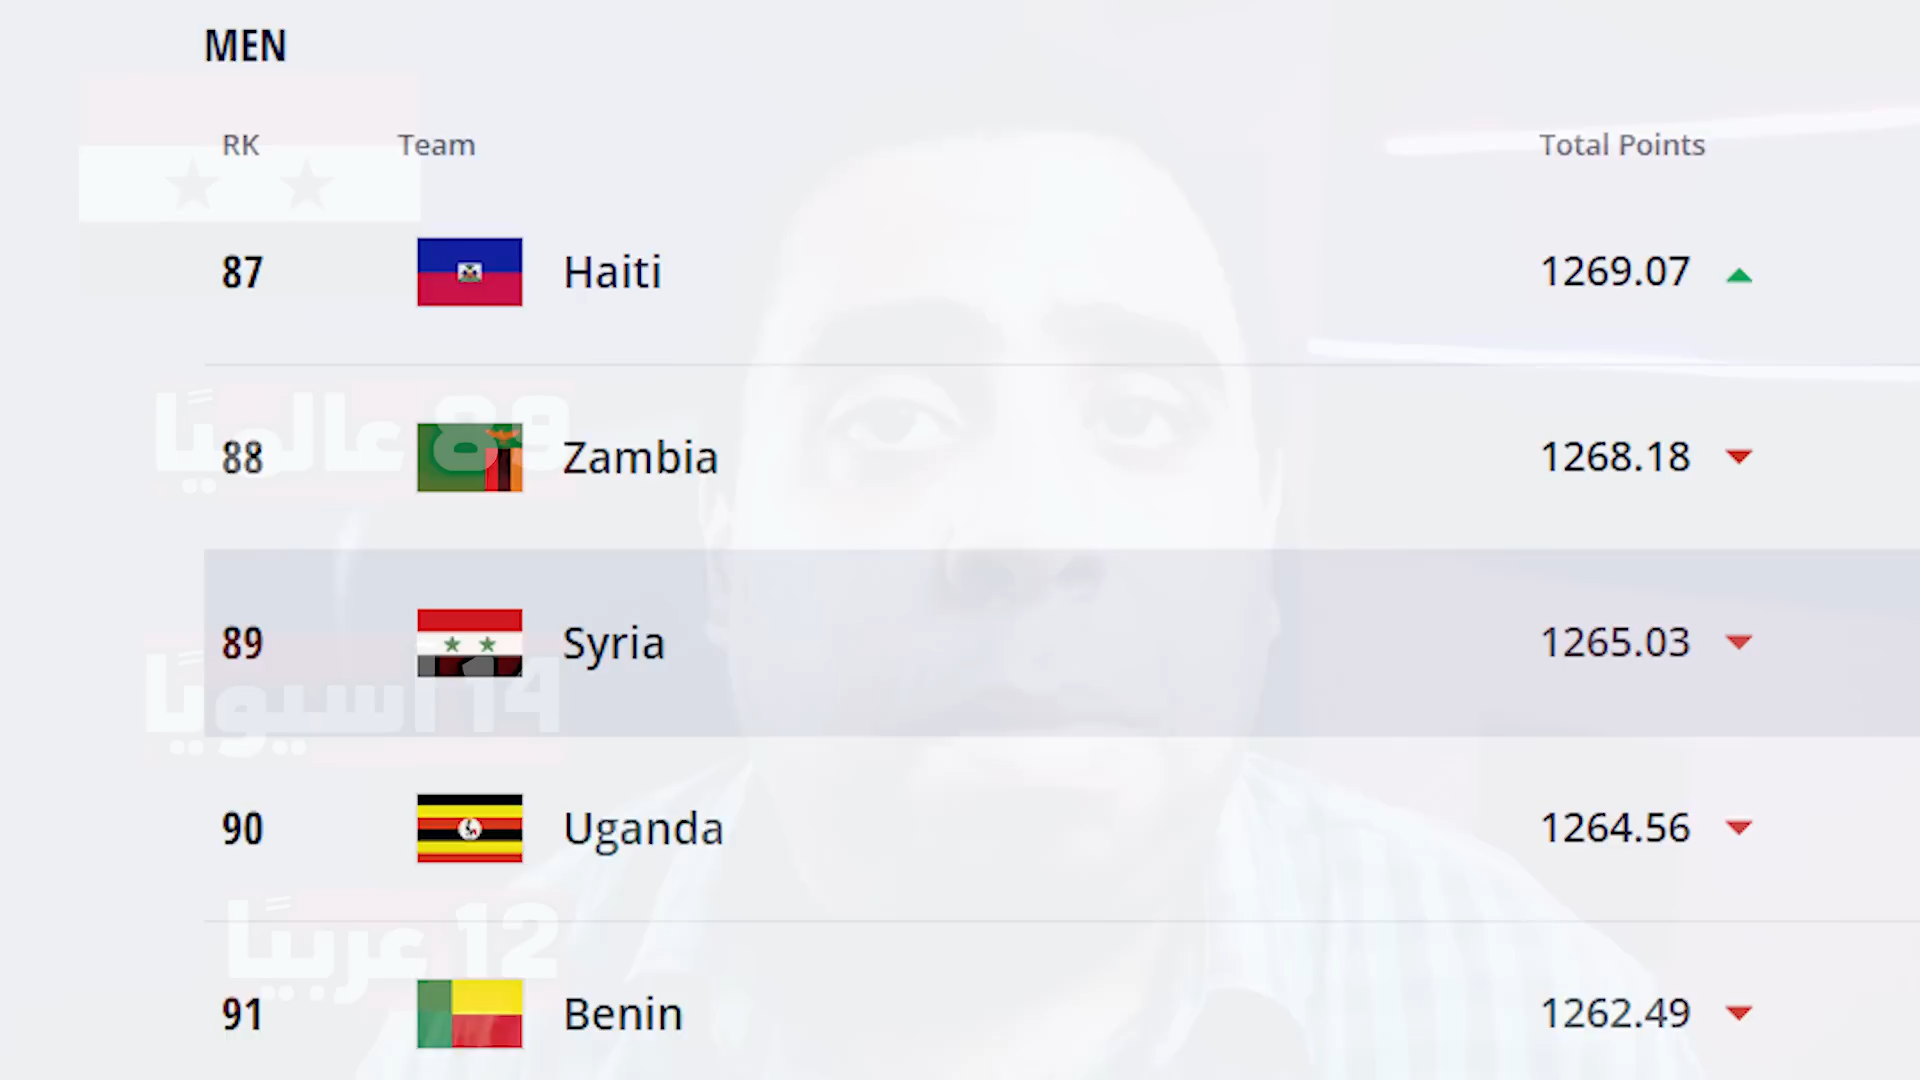 MEN
RK Team Total Points
87 Haiti 1269.07
88 Zambia 1268.18
89 عالميًا
89 Syria 1265.03
14 آسيويًا
90 Uganda 1264.56
12 عربيًا
91 Benin 1262.49